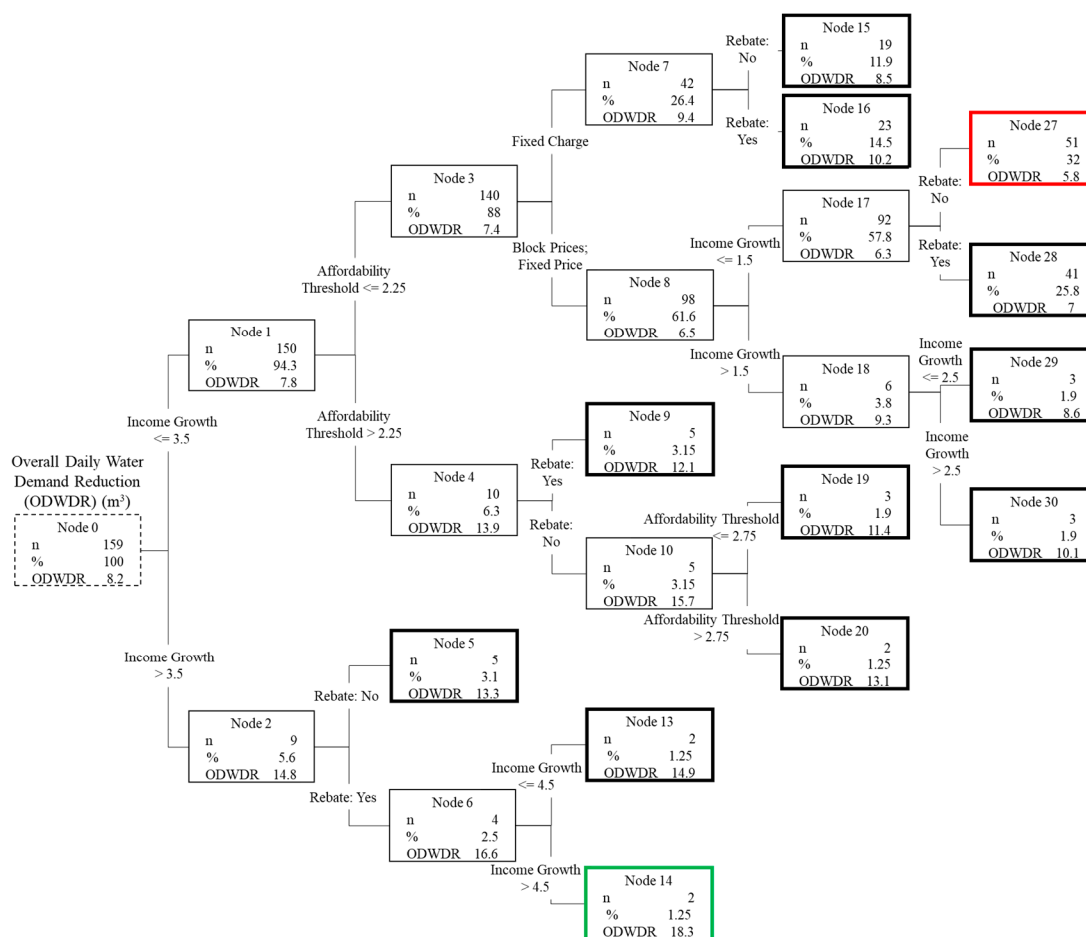 Overall Daily Water
Demand Reduction
(ODWDR) (m³)
Node 0
n 159
% 100
ODWDR 8.2
Income Growth
<= 3.5
Income Growth
> 3.5
Node 1
n 150
% 94.3
ODWDR 7.8
Node 2
n 9
% 5.6
ODWDR 14.8
Affordability
Threshold <= 2.25
Affordability
Threshold > 2.25
Rebate: No
Rebate: Yes
Node 3
n 140
% 88
ODWDR 7.4
Node 4
n 10
% 6.3
ODWDR 13.9
Node 5
n 5
% 3.1
ODWDR 13.3
Node 6
n 4
% 2.5
ODWDR 16.6
Fixed Charge
Block Prices;
Fixed Price
Rebate:
Yes
Rebate:
No
Income Growth
<= 4.5
Income Growth
> 4.5
Node 7
n 42
% 26.4
ODWDR 9.4
Node 8
n 98
% 61.6
ODWDR 6.5
Node 9
n 5
% 3.15
ODWDR 12.1
Node 10
n 5
% 3.15
ODWDR 15.7
Node 13
n 2
% 1.25
ODWDR 14.9
Node 14
n 2
% 1.25
ODWDR 18.3
Rebate:
No
Rebate:
Yes
Income Growth
<= 1.5
Income Growth
> 1.5
Affordability Threshold
<= 2.75
Affordability Threshold
> 2.75
Node 15
n 19
% 11.9
ODWDR 8.5
Node 16
n 23
% 14.5
ODWDR 10.2
Node 17
n 92
% 57.8
ODWDR 6.3
Node 18
n 6
% 3.8
ODWDR 9.3
Node 19
n 3
% 1.9
ODWDR 11.4
Node 20
n 2
% 1.25
ODWDR 13.1
Rebate:
No
Rebate:
Yes
Income
Growth
<= 2.5
Income
Growth
> 2.5
Node 27
n 51
% 32
ODWDR 5.8
Node 28
n 41
% 25.8
ODWDR 7
Node 29
n 3
% 1.9
ODWDR 8.6
Node 30
n 3
% 1.9
ODWDR 10.1